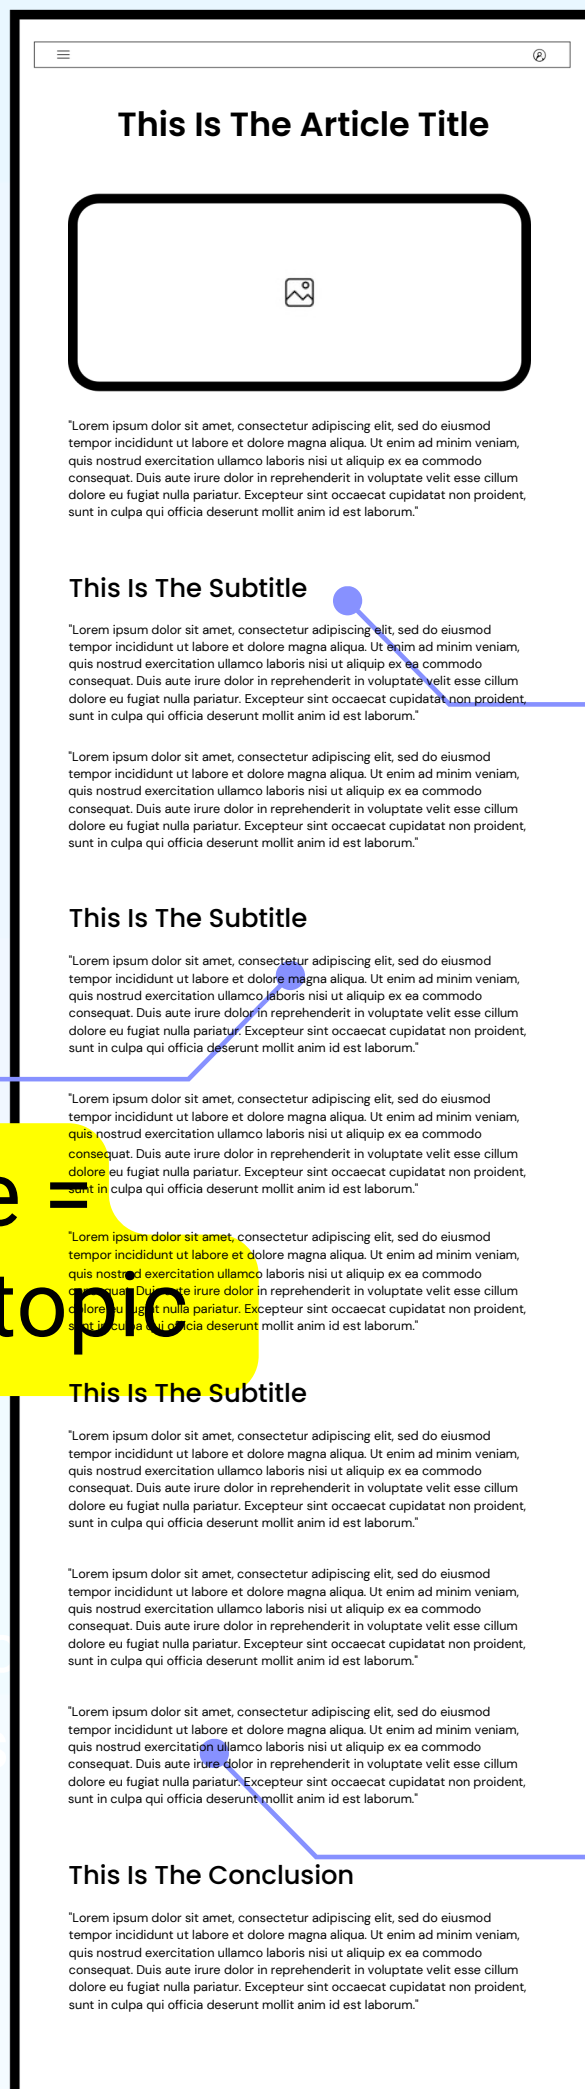 This Is The Article Title
"Lorem ipsum dolor sit amet, consectetur adipiscing elit, sed do eiusmod
tempor incididunt ut labore et dolore magna aliqua. Ut enim ad minim veniam,
quis nostrud exercitation ullamco laboris nisi ut aliquip ex ea commodo
consequat. Duis aute irure dolor in reprehenderit in voluptate velit esse cillum
dolore eu fugiat nulla pariatur. Excepteur sint occaecat cupidatat non proident,
sunt in culpa qui officia deserunt mollit anim id est laborum."
This Is The Subtitle
"Lorem ipsum dolor sit amet, consectetur adipiscing elit, sed do eiusmod
tempor incididunt ut labore et dolore magna aliqua. Ut enim ad minim veniam,
quis nostrud exercitation ullamco laboris nisi ut aliquip ex ea commodo
consequat. Duis aute irure dolor in reprehenderit in voluptate velit esse cillum
dolore eu fugiat nulla pariatur. Excepteur sint occaecat cupidatat non proident,
sunt in culpa qui officia deserunt mollit anim id est laborum."
"Lorem ipsum dolor sit amet, consectetur adipiscing elit, sed do eiusmod
tempor incididunt ut labore et dolore magna aliqua. Ut enim ad minim veniam,
quis nostrud exercitation ullamco laboris nisi ut aliquip ex ea commodo
consequat. Duis aute irure dolor in reprehenderit in voluptate velit esse cillum
dolore eu fugiat nulla pariatur. Excepteur sint occaecat cupidatat non proident,
sunt in culpa qui officia deserunt mollit anim id est laborum."
This Is The Subtitle
"Lorem ipsum dolor sit amet, consectetur adipiscing elit, sed do eiusmod
tempor incididunt ut labore et dolore magna aliqua. Ut enim ad minim veniam,
quis nostrud exercitation ullamco laboris nisi ut aliquip ex ea commodo
consequat. Duis aute irure dolor in reprehenderit in voluptate velit esse cillum
dolore eu fugiat nulla pariatur. Excepteur sint occaecat cupidatat non proident,
sunt in culpa qui officia deserunt mollit anim id est laborum."
"Lorem ipsum dolor sit amet, consectetur adipiscing elit, sed do eiusmod
tempor incididunt ut labore et dolore magna aliqua. Ut enim ad minim veniam,
quis nostrud exercitation ullamco laboris nisi ut aliquip ex ea commodo
consequat. Duis aute irure dolor in reprehenderit in voluptate velit esse cillum
dolore eu fugiat nulla pariatur. Excepteur sint occaecat cupidatat non proident,
sunt in culpa qui officia deserunt mollit anim id est laborum."
e =
topic
"Lorem ipsum dolor sit amet, consectetur adipiscing elit, sed do eiusmod
tempor incididunt ut labore et dolore magna aliqua. Ut enim ad minim veniam,
quis nostrud exercitation ullamco laboris nisi ut aliquip ex ea commodo
consequat. Duis aute irure dolor in reprehenderit in voluptate velit esse cillum
dolore eu fugiat nulla pariatur. Excepteur sint occaecat cupidatat non proident,
sunt in culpa qui officia deserunt mollit anim id est laborum."
This Is The Subtitle
"Lorem ipsum dolor sit amet, consectetur adipiscing elit, sed do eiusmod
tempor incididunt ut labore et dolore magna aliqua. Ut enim ad minim veniam,
quis nostrud exercitation ullamco laboris nisi ut aliquip ex ea commodo
consequat. Duis aute irure dolor in reprehenderit in voluptate velit esse cillum
dolore eu fugiat nulla pariatur. Excepteur sint occaecat cupidatat non proident,
sunt in culpa qui officia deserunt mollit anim id est laborum."
"Lorem ipsum dolor sit amet, consectetur adipiscing elit, sed do eiusmod
tempor incididunt ut labore et dolore magna aliqua. Ut enim ad minim veniam,
quis nostrud exercitation ullamco laboris nisi ut aliquip ex ea commodo
consequat. Duis aute irure dolor in reprehenderit in voluptate velit esse cillum
dolore eu fugiat nulla pariatur. Excepteur sint occaecat cupidatat non proident,
sunt in culpa qui officia deserunt mollit anim id est laborum."
"Lorem ipsum dolor sit amet, consectetur adipiscing elit, sed do eiusmod
tempor incididunt ut labore et dolore magna aliqua. Ut enim ad minim veniam,
quis nostrud exercitation ullamco laboris nisi ut aliquip ex ea commodo
consequat. Duis aute irure dolor in reprehenderit in voluptate velit esse cillum
dolore eu fugiat nulla pariatur. Excepteur sint occaecat cupidatat non proident,
sunt in culpa qui officia deserunt mollit anim id est laborum."
This Is The Conclusion
"Lorem ipsum dolor sit amet, consectetur adipiscing elit, sed do eiusmod
tempor incididunt ut labore et dolore magna aliqua. Ut enim ad minim veniam,
quis nostrud exercitation ullamco laboris nisi ut aliquip ex ea commodo
consequat. Duis aute irure dolor in reprehenderit in voluptate velit esse cillum
dolore eu fugiat nulla pariatur. Excepteur sint occaecat cupidatat non proident,
sunt in culpa qui officia deserunt mollit anim id est laborum."